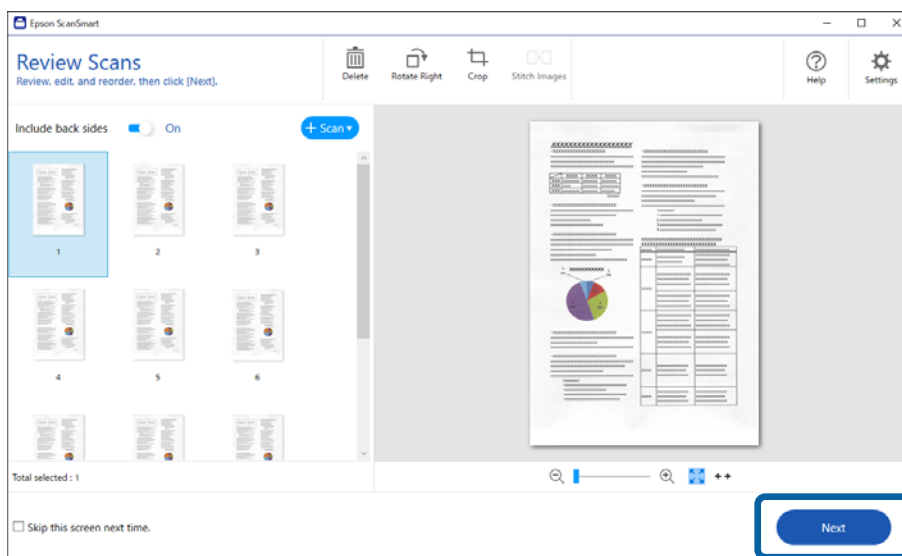 Epson ScanSmart
Review Scans
Review, edit, and reorder, then click [Next].
Delete
Rotate Right
Crop
Stitch Images
Help
Settings
Include back sides
On
+ Scan
1
2
3
4
5
6
Total selected : 1
Skip this screen next time.
Next